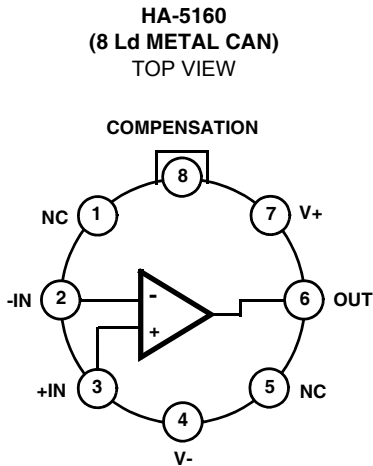 HA-5160
(8 Ld METAL CAN)
TOP VIEW
COMPENSATION
8
NC 1 7 V+
-IN 2 - 6 OUT
+
+IN 3 5 NC
4
V-